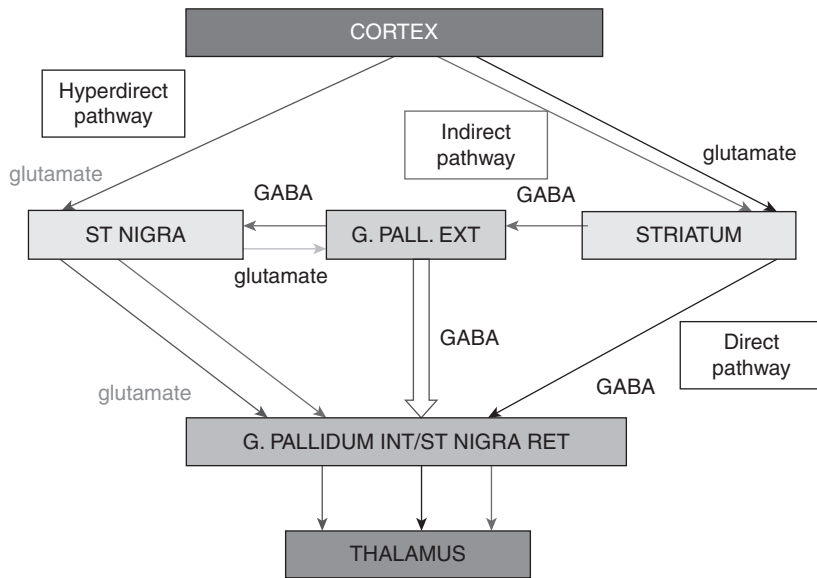 CORTEX
Hyperdirect
pathway
Indirect
pathway
glutamate
glutamate
GABA
GABA
ST NIGRA
G. PALL. EXT
STRIATUM
glutamate
GABA
Direct
pathway
glutamate
GABA
G. PALLIDUM INT/ST NIGRA RET
THALAMUS